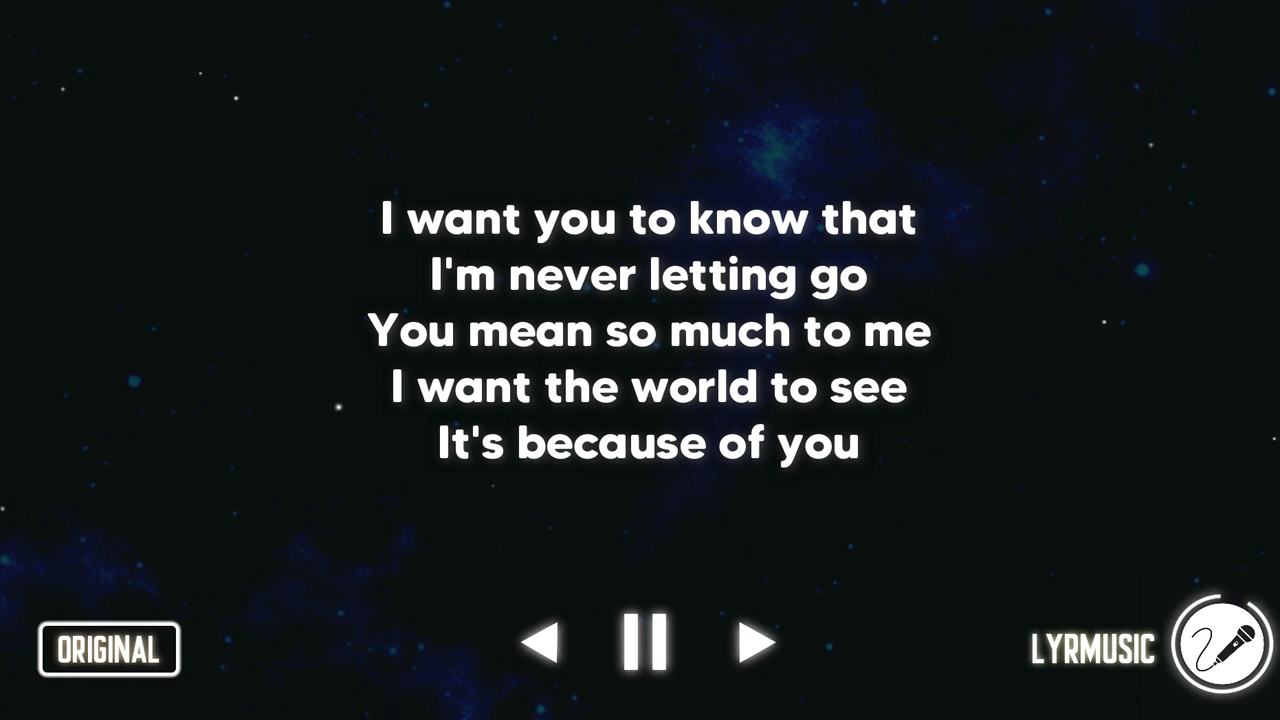 I want you to know that
I'm never letting go
You mean so much to me
I want the world to see
It's because of you
ORIGINAL
LYRMUSIC